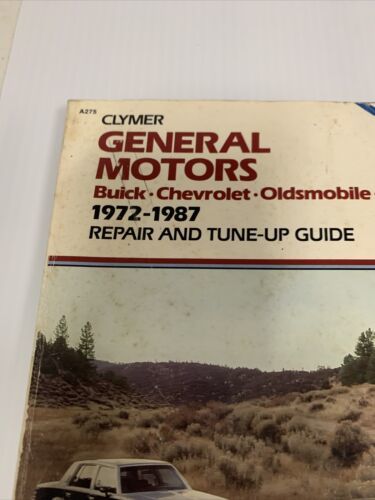 A275
CLYMER
GENERAL
MOTORS
Buick · Chevrolet · Oldsmobile ·
1972-1987
REPAIR AND TUNE-UP GUIDE